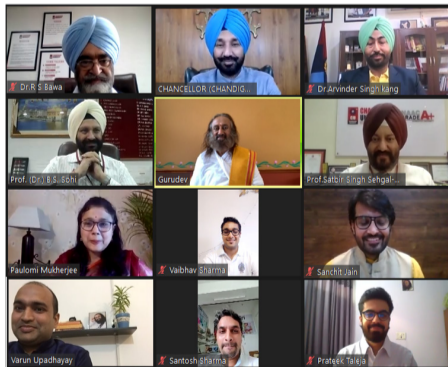 Dr.R S Bawa
CHANCELLOR (CHANDIG...
Dr.Arvinder Singh kang
Prof. (Dr.) B.S. Sohi
Gurudev
Prof.Satbir Singh Sehgal-...
A+
Paulomi Mukherjee
Vaibhav Sharma
Sanchit Jain
Varun Upadhayay
Santosh Sharma
Prateek Taleja